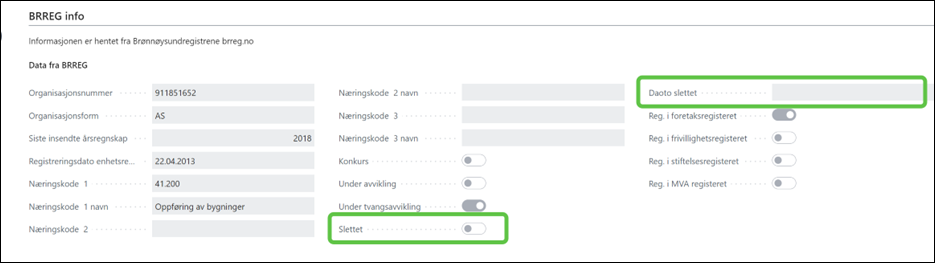 BRREG info
Informasjonen er hentet fra Brønnøysundregistrene brreg.no
Data fra BRREG
Organisasjonsnummer 911851652
Organisasjonsform AS
Siste insendte årsregnskap 2018
Registreringsdato enhetsre... 22.04.2013
Næringskode 1 41.200
Næringskode 1 navn Oppføring av bygninger
Næringskode 2
Næringskode 2 navn
Næringskode 3
Næringskode 3 navn
Konkurs
Under avvikling
Under tvangsavvikling
Slettet
Daoto slettet
Reg. i foretaksregisteret
Reg. i frivillighetsregisteret
Reg. i stiftelsesregisteret
Reg. i MVA registeret